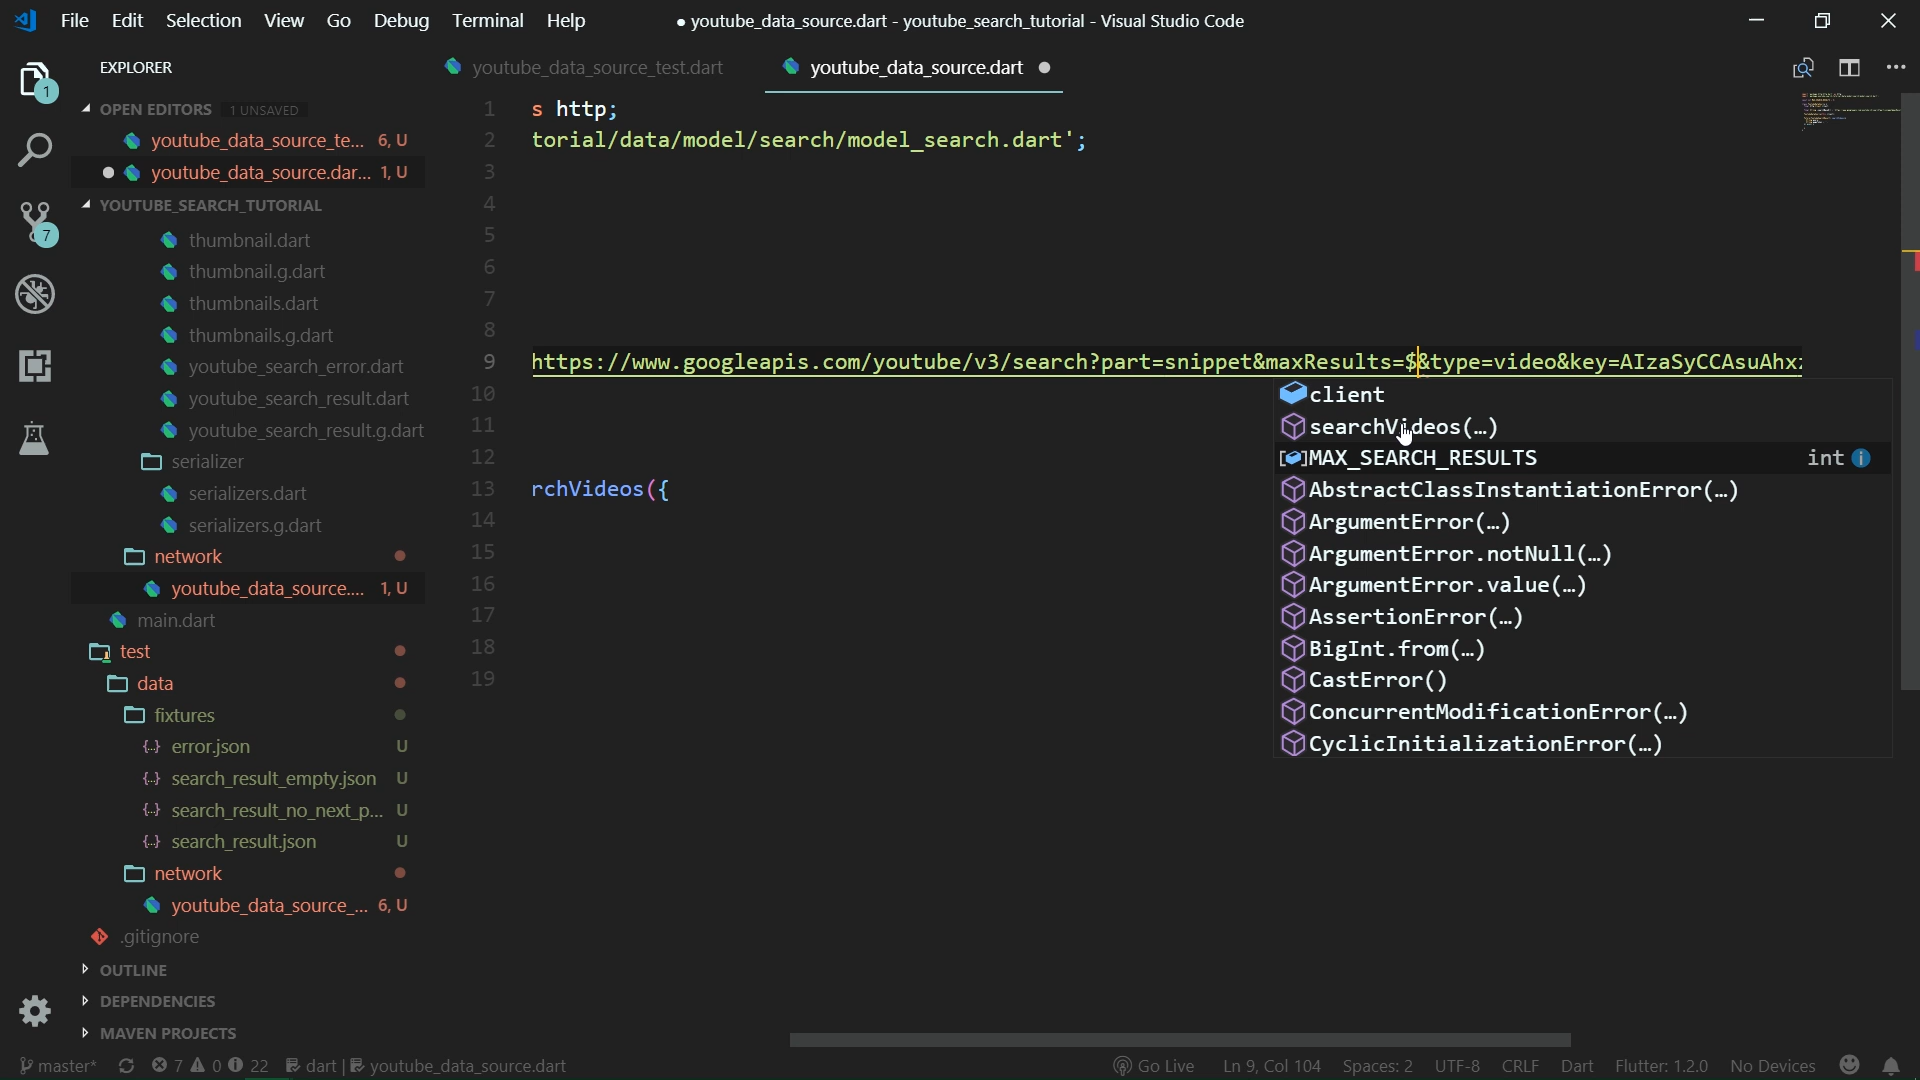 File Edit Selection View Go Debug Terminal Help
● youtube_data_source.dart - youtube_search_tutorial - Visual Studio Code
EXPLORER
youtube_data_source_test.dart
youtube_data_source.dart
1
OPEN EDITORS 1 UNSAVED
youtube_data_source_te... 6, U
youtube_data_source.dar... 1, U
YOUTUBE_SEARCH_TUTORIAL
7
thumbnail.dart
thumbnail.g.dart
thumbnails.dart
thumbnails.g.dart
youtube_search_error.dart
youtube_search_result.dart
youtube_search_result.g.dart
serializer
serializers.dart
serializers.g.dart
network
youtube_data_source.... 1, U
main.dart
test
data
fixtures
error.json U
search_result_empty.json U
search_result_no_next_p... U
search_result.json U
network
youtube_data_source_... 6, U
.gitignore
OUTLINE
DEPENDENCIES
MAVEN PROJECTS
1 s http;
2 torial/data/model/search/model_search.dart';
3
4
5
6
7
8
9 https://www.googleapis.com/youtube/v3/search?part=snippet&maxResults=$&type=video&key=AIzaSyCCAsuAhxz
10
11
12
13 rchVideos({
14
15
16
17
18
19
client
searchVideos(…)
MAX_SEARCH_RESULTS int
AbstractClassInstantiationError(…)
ArgumentError(…)
ArgumentError.notNull(…)
ArgumentError.value(…)
AssertionError(…)
BigInt.from(…)
CastError()
ConcurrentModificationError(…)
CyclicInitializationError(…)
master* 7 0 22 dart | youtube_data_source.dart Go Live Ln 9, Col 104 Spaces: 2 UTF-8 CRLF Dart Flutter: 1.2.0 No Devices